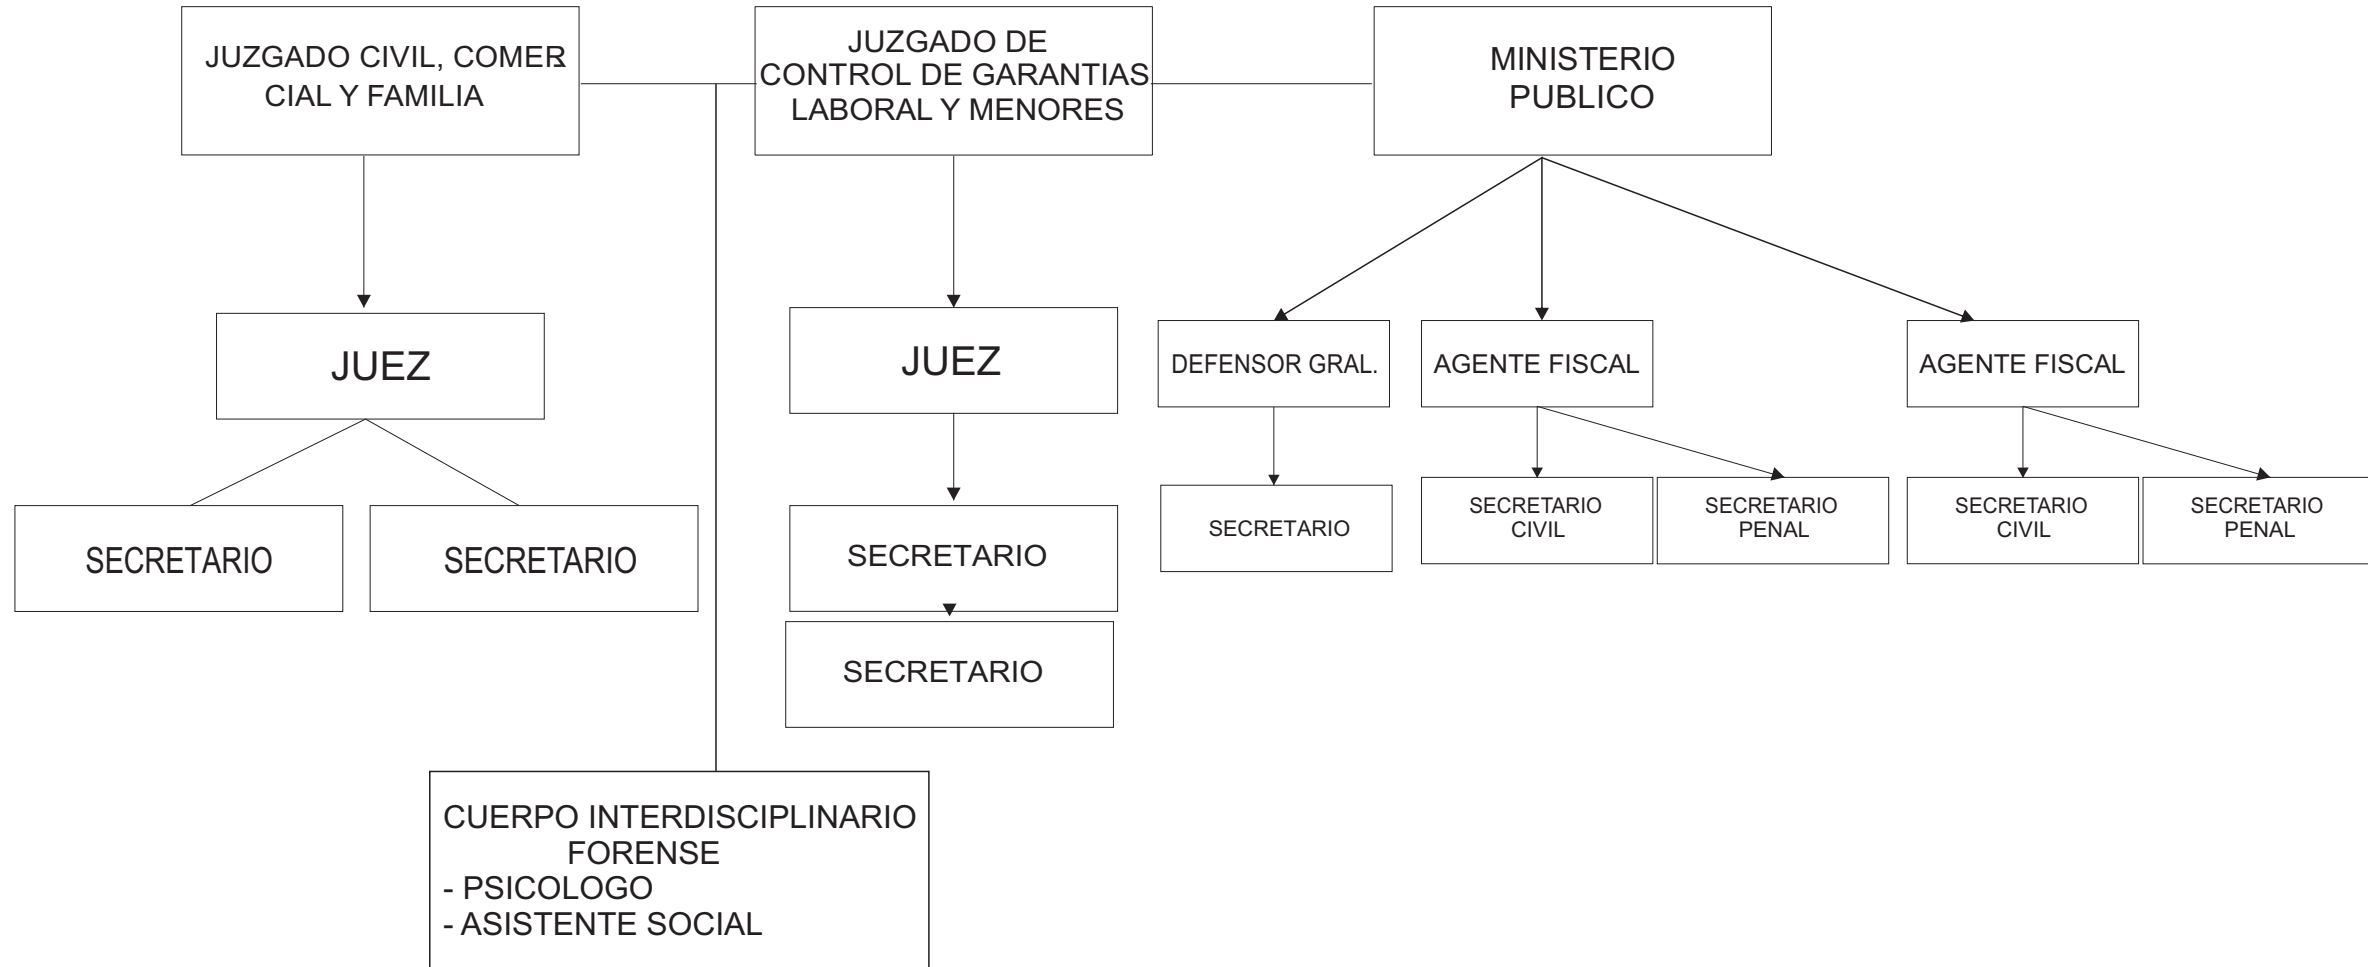 JUZGADO CIVIL, COMER
CIAL Y FAMILIA
JUZGADO DE
CONTROL DE GARANTIAS
LABORAL Y MENORES
MINISTERIO
PUBLICO
JUEZ
JUEZ
DEFENSOR GRAL.
AGENTE FISCAL
AGENTE FISCAL
SECRETARIO
SECRETARIO
SECRETARIO
SECRETARIO
SECRETARIO
SECRETARIO
CIVIL
SECRETARIO
PENAL
SECRETARIO
CIVIL
SECRETARIO
PENAL
CUERPO INTERDISCIPLINARIO
FORENSE
- PSICOLOGO
- ASISTENTE SOCIAL